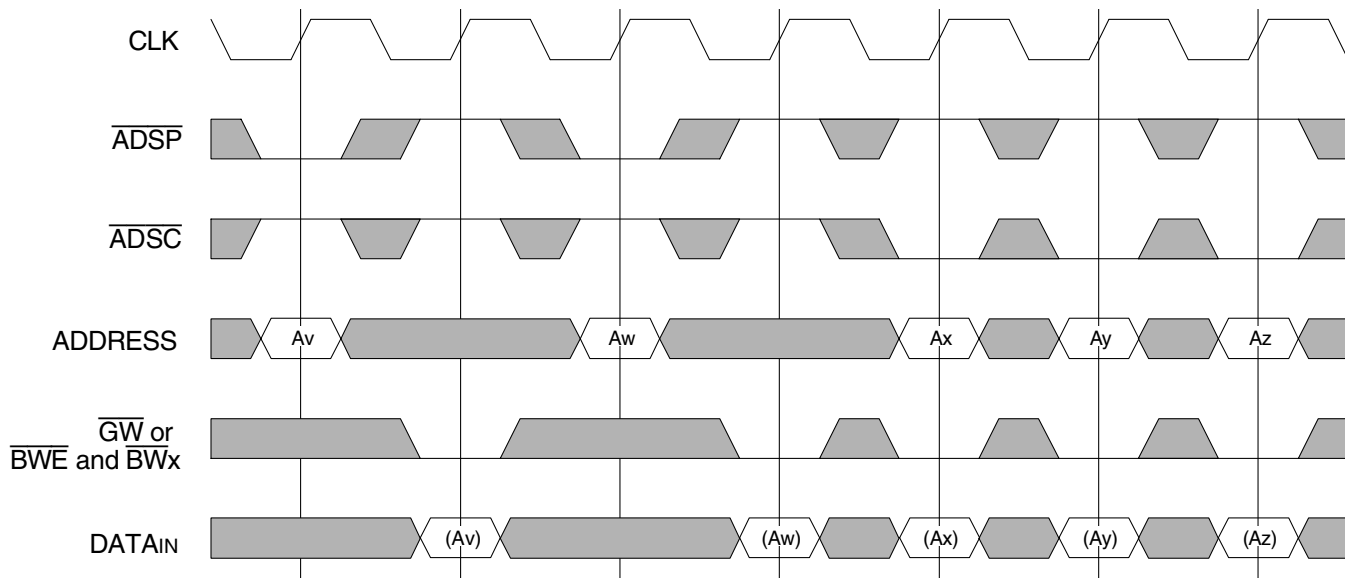 CLK
ADSP
ADSC
ADDRESS Av Aw Ax Ay Az
GW or
BWE and BWx
DATAIN (Av) (Aw) (Ax) (Ay) (Az)